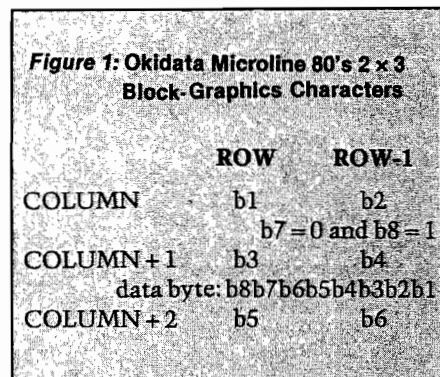 Figure 1: Okidata Microline 80's 2 × 3
Block-Graphics Characters
ROW ROW-1
COLUMN b1 b2
b7 = 0 and b8 = 1
COLUMN + 1 b3 b4
data byte: b8b7b6b5b4b3b2b1
COLUMN + 2 b5 b6